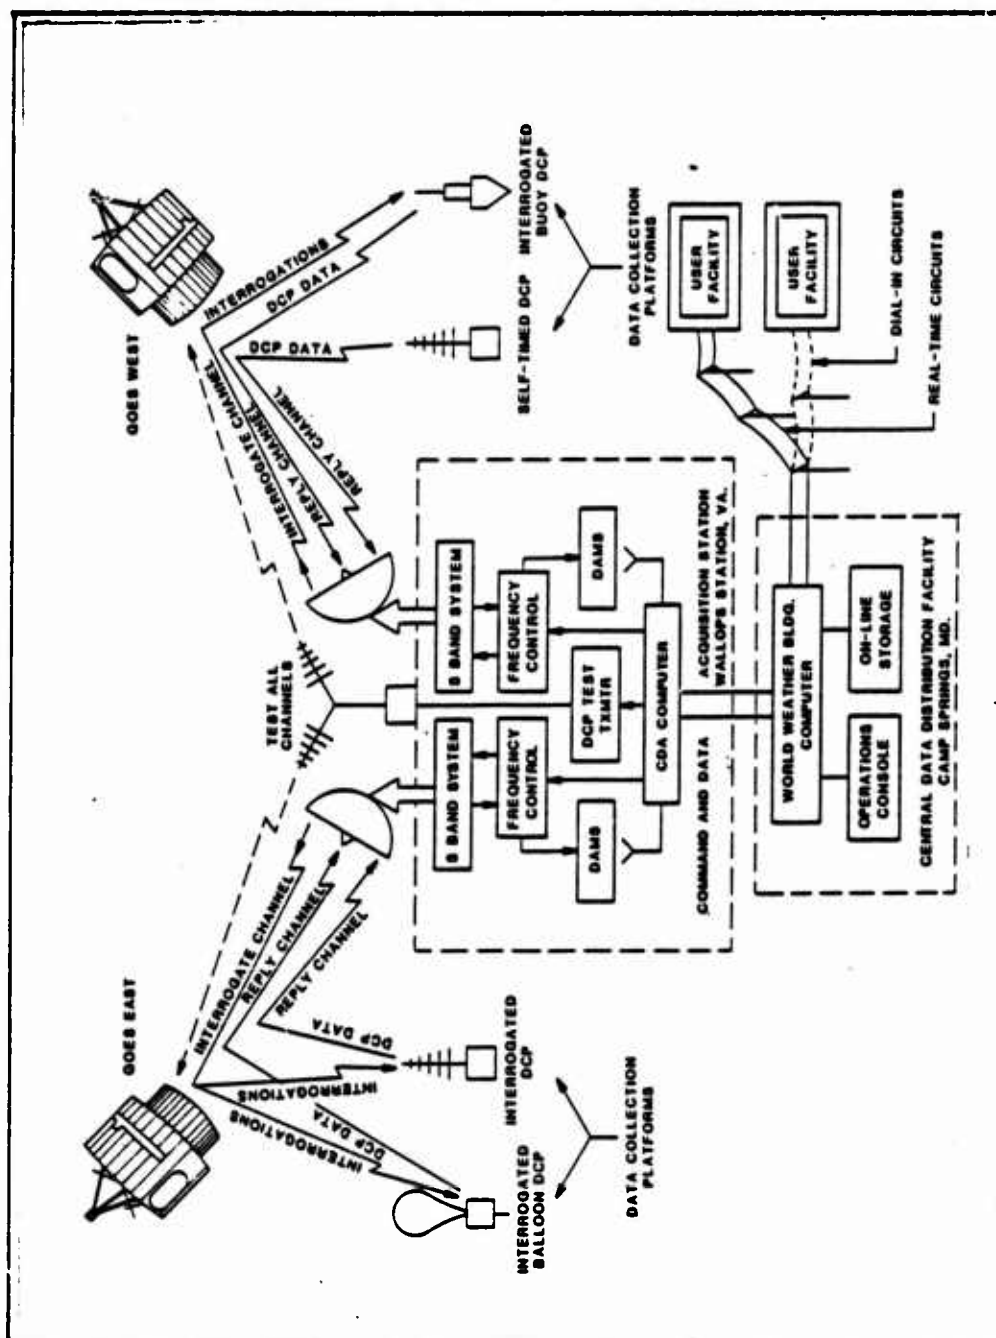 GOES EAST
GOES WEST
TEST ALL
CHANNELS
INTERROGATE CHANNEL
REPLY CHANNEL
REPLY CHANNEL
INTERROGATIONS
INTERROGATIONS
DCP DATA
DCP DATA
INTERROGATE CHANNEL
REPLY CHANNEL
REPLY CHANNEL
INTERROGATIONS
DCP DATA
DCP DATA
INTERROGATED
BALLOON DCP
INTERROGATED
DCP
DATA COLLECTION
PLATFORMS
SELF-TIMED DCP
INTERROGATED
BUOY DCP
DATA COLLECTION
PLATFORMS
S BAND SYSTEM
S BAND SYSTEM
FREQUENCY
CONTROL
FREQUENCY
CONTROL
DCP TEST
TXMTR
DAMS
DAMS
CDA COMPUTER
COMMAND AND DATA
ACQUISITION STATION
WALLOPS STATION, VA.
USER
FACILITY
USER
FACILITY
WORLD WEATHER BLDG.
COMPUTER
OPERATIONS
CONSOLE
ON-LINE
STORAGE
DIAL-IN CIRCUITS
REAL-TIME CIRCUITS
CENTRAL DATA DISTRIBUTION FACILITY
CAMP SPRINGS, MD.